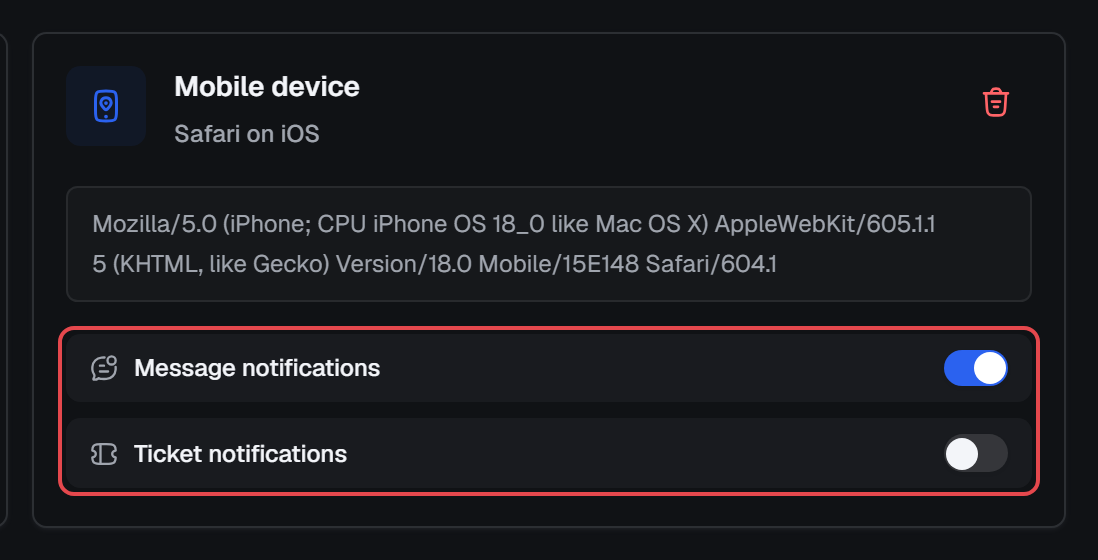 Mobile device
Safari on iOS
Mozilla/5.0 (iPhone; CPU iPhone OS 18_0 like Mac OS X) AppleWebKit/605.1.1
5 (KHTML, like Gecko) Version/18.0 Mobile/15E148 Safari/604.1
Message notifications
Ticket notifications